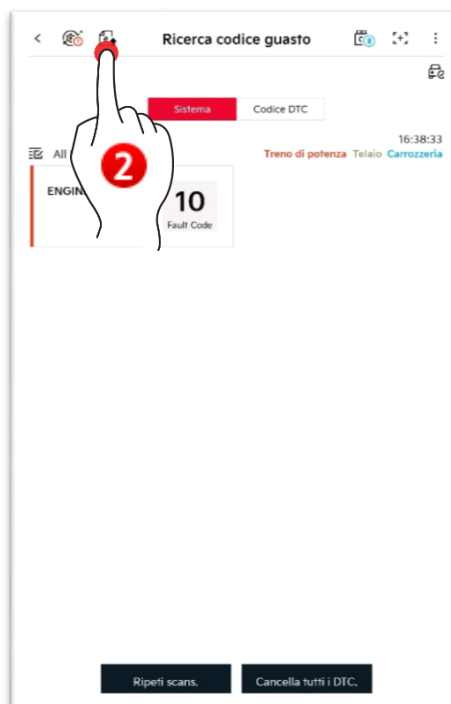 Ricerca codice guasto
Sistema Codice DTC
16:38:33
All Treno di potenza Telaio Carrozzeria
2
10
Fault Code
Ripeti scans. Cancella tutti i DTC.